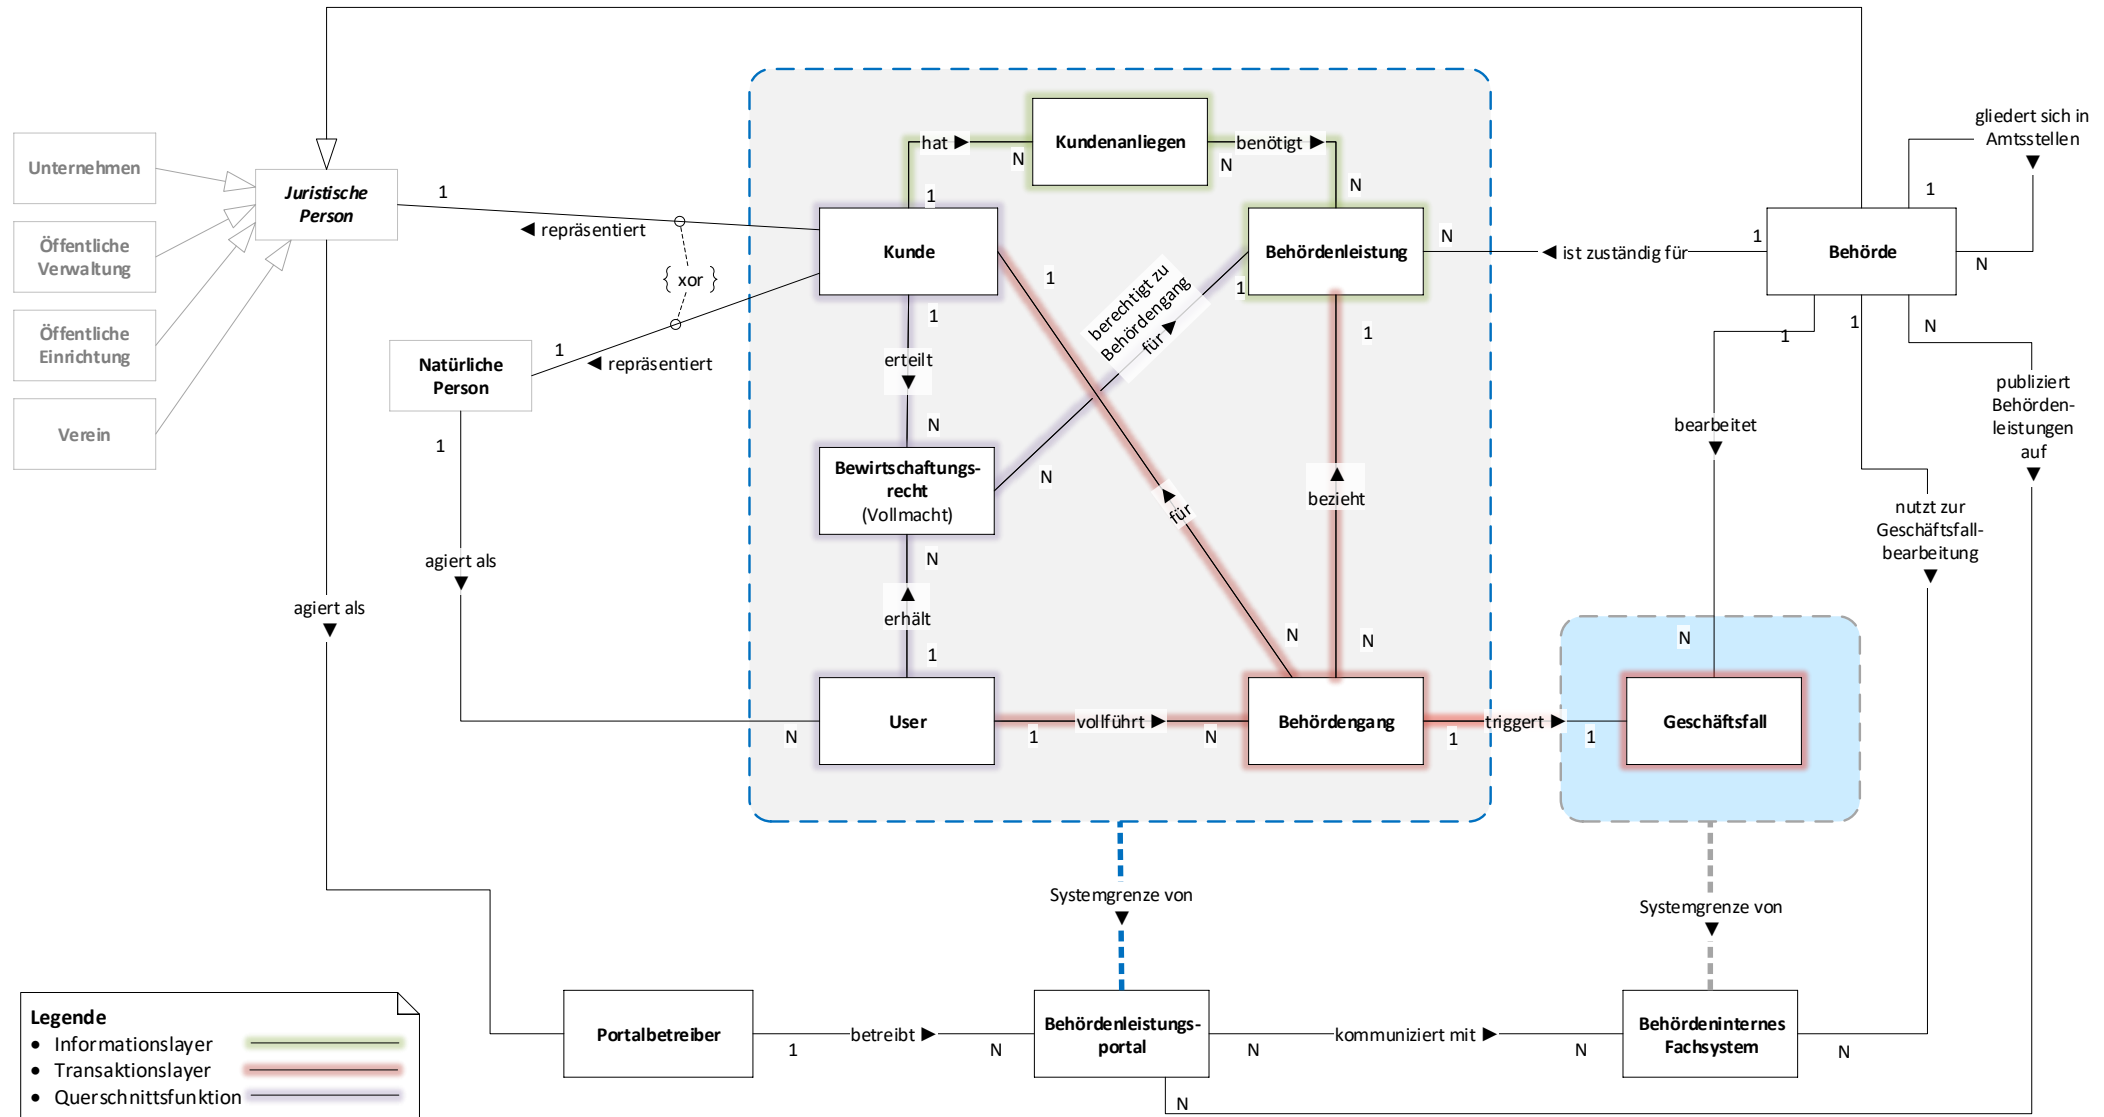 gliedert sich in
Amtsstellen
Unternehmen
Juristische
Person
1
repräsentiert
hat
N
1
Kundenanliegen
benötigt
N
N
Öffentliche
Verwaltung
Kunde
Behördenleistung
N
ist zuständig für
1
1
Behörde
N
{ xor }
1
berechtigt zu
Behördengang
für
1
1
1
1
N
Öffentliche
Einrichtung
Natürliche
Person
1
repräsentiert
erteilt
1
publiziert
Behörden-
leistungen
auf
Verein
1
N
bearbeitet
Bewirtschaftungs-
recht
(Vollmacht)
N
bezieht
für
nutzt zur
Geschäftsfall-
bearbeitung
agiert als
N
erhält
agiert als
1
N
N
N
User
N
1
vollführt
N
Behördengang
1
triggert
1
Geschäftsfall
Systemgrenze von
Systemgrenze von
Portalbetreiber
1
betreibt
N
Behördenleistungs-
portal
N
kommuniziert mit
N
Behördeninternes
Fachsystem
N
N
Legende
• Informationslayer
• Transaktionslayer
• Querschnittsfunktion